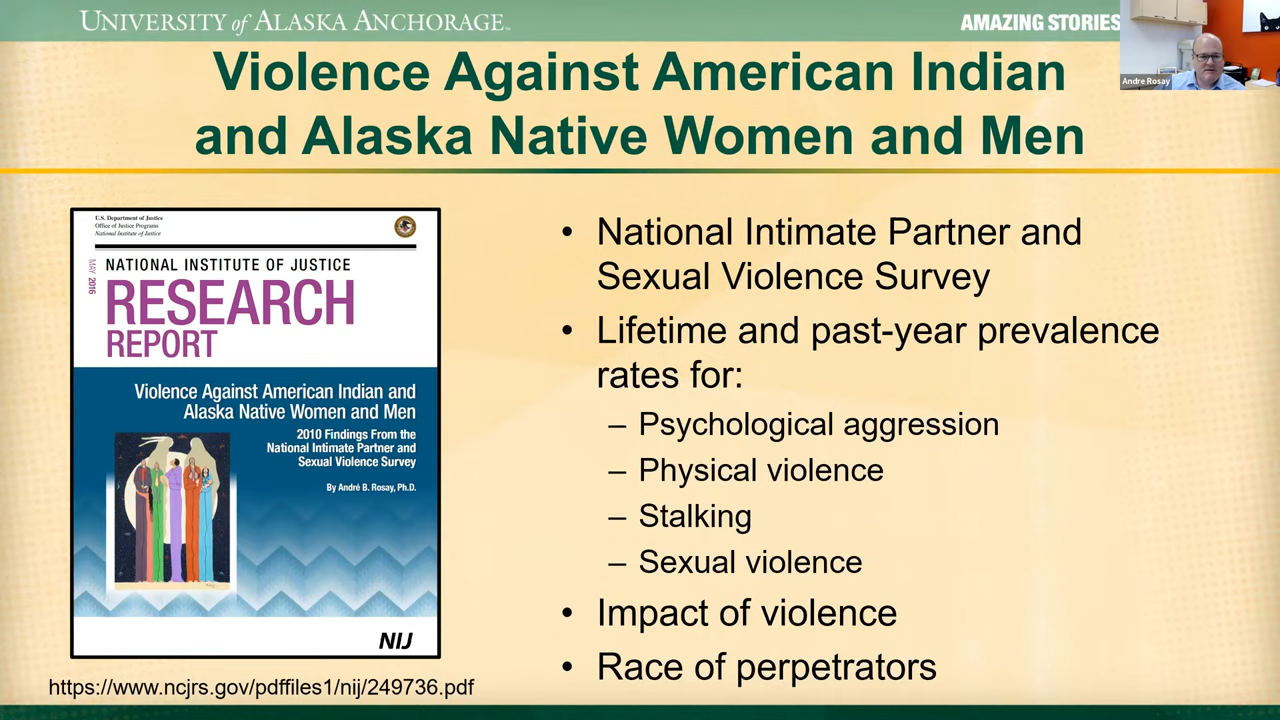 UNIVERSITY of ALASKA ANCHORAGE
AMAZING STORIES
Andre Rosay
Violence Against American Indian
and Alaska Native Women and Men
U.S. Department of Justice
Office of Justice Programs
National Institute of Justice
MAY 2016
NATIONAL INSTITUTE OF JUSTICE
RESEARCH
REPORT
Violence Against American Indian and
Alaska Native Women and Men
2010 Findings From the
National Intimate Partner and
Sexual Violence Survey
By André B. Rosay, Ph.D.
NIJ
https://www.ncjrs.gov/pdffiles1/nij/249736.pdf
• National Intimate Partner and
Sexual Violence Survey
• Lifetime and past-year prevalence
rates for:
– Psychological aggression
– Physical violence
– Stalking
– Sexual violence
• Impact of violence
• Race of perpetrators